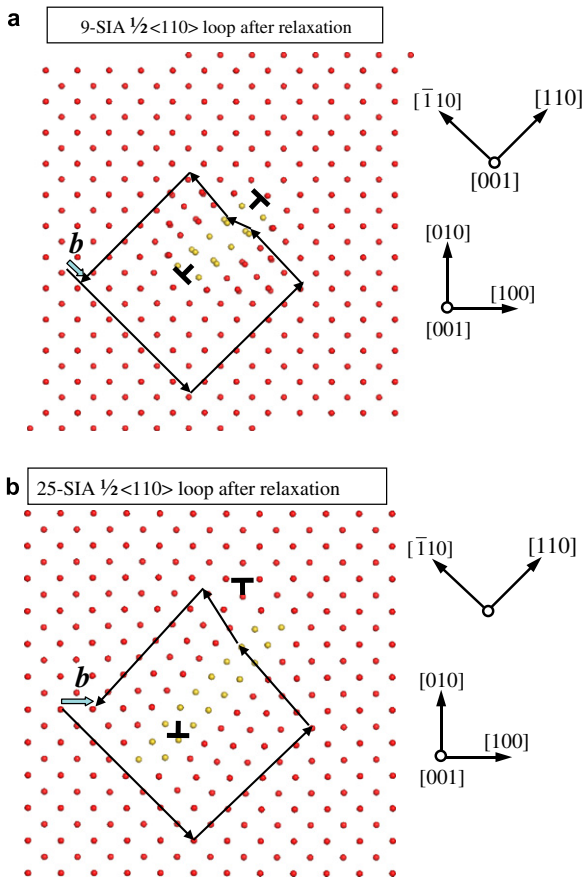 a
9-SIA ½<110> loop after relaxation
[1̅10] [110]
[001]
b
[010]
[100]
[001]
b
25-SIA ½<110> loop after relaxation
[1̅10] [110]
b
[010]
[100]
[001]